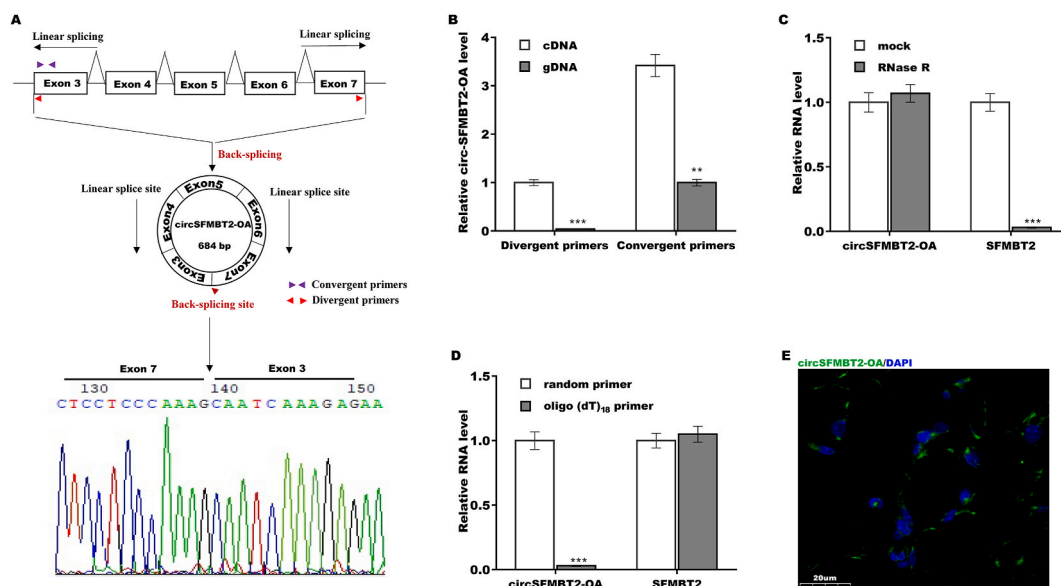 A
Linear splicing
Linear splicing
Exon 3
Exon 4
Exon 5
Exon 6
Exon 7
Back-splicing
Linear splice site
Linear splice site
Exon5
Exon4
Exon6
circSFMBT2-OA
684 bp
Exon3
Exon7
Convergent primers
Divergent primers
Back-splicing site
Exon 7
Exon 3
130
140
150
CTCCTCCCAAAGCAATCAAAGAGAA
B
Relative circ-SFMBT2-OA level
4
3
2
1
0
cDNA
gDNA
***
**
Divergent primers
Convergent primers
C
Relative RNA level
1.5
1.0
0.5
0.0
mock
RNase R
***
circSFMBT2-OA
SFMBT2
D
Relative RNA level
1.5
1.0
0.5
0.0
random primer
oligo (dT)18 primer
***
circSFMBT2-OA
SFMBT2
E
circSFMBT2-OA/DAPI
20um